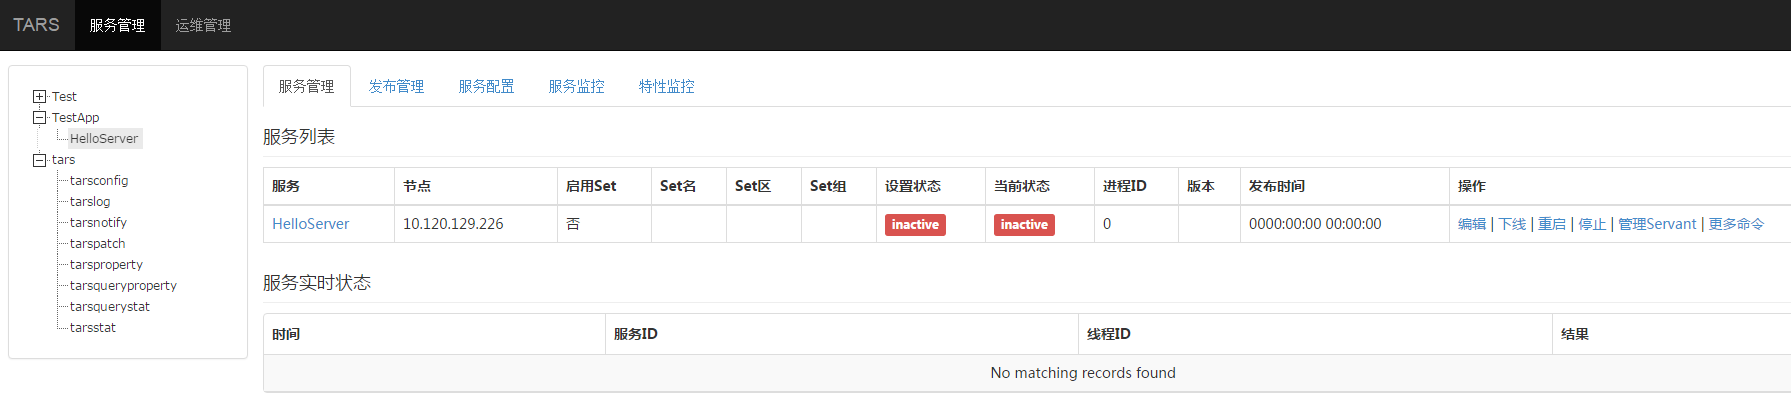 TARS 服务管理 运维管理
服务管理 发布管理 服务配置 服务监控 特性监控
Test
TestApp
HelloServer
tars
tarsconfig
tarslog
tarsnotify
tarspatch
tarsproperty
tarsqueryproperty
tarsquerystat
tarsstat
服务列表
服务 节点 启用Set Set名 Set区 Set组 设置状态 当前状态 进程ID 版本 发布时间 操作
HelloServer 10.120.129.226 否 inactive inactive 0 0000:00:00 00:00:00 编辑 | 下线 | 重启 | 停止 | 管理Servant | 更多命令
服务实时状态
时间 服务ID 线程ID 结果
No matching records found